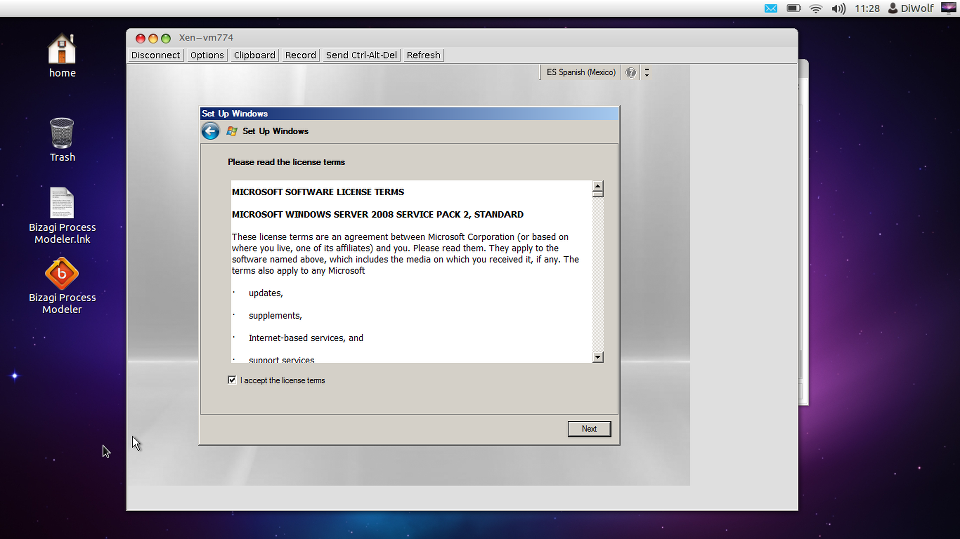 11:28 DiWolf
Xen-vm774
Disconnect Options Clipboard Record Send Ctrl-Alt-Del Refresh
home
Trash
Bizagi Process
Modeler.lnk
Bizagi Process
Modeler
ES Spanish (Mexico)
Set Up Windows
Set Up Windows
Please read the license terms
MICROSOFT SOFTWARE LICENSE TERMS
MICROSOFT WINDOWS SERVER 2008 SERVICE PACK 2, STANDARD
These license terms are an agreement between Microsoft Corporation (or based on
where you live, one of its affiliates) and you. Please read them. They apply to the
software named above, which includes the media on which you received it, if any. The
terms also apply to any Microsoft
· updates,
· supplements,
· Internet-based services, and
· support services
I accept the license terms
Next